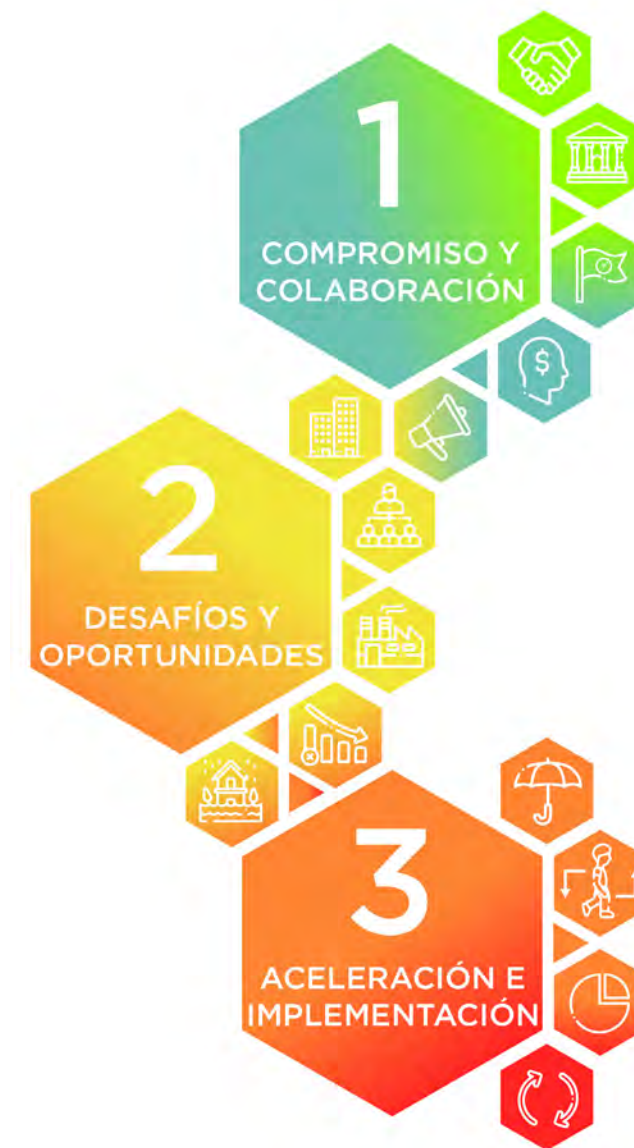 1
COMPROMISO Y
COLABORACIÓN
$
2
DESAFÍOS Y
OPORTUNIDADES
3
ACELERACIÓN E
IMPLEMENTACIÓN